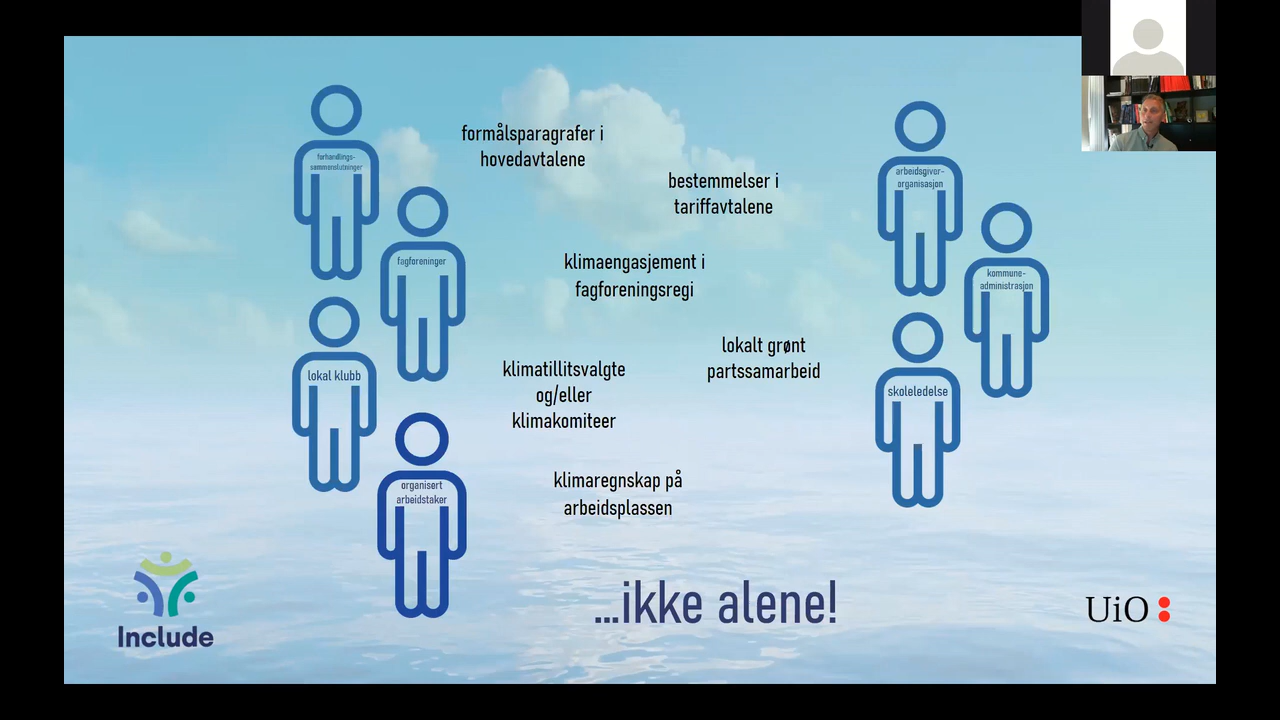 forhandlings-
sammenslutninger
fagforeninger
lokal klubb
organisert
arbeidstaker
formålsparagrafer i
hovedavtalene
bestemmelser i
tariffavtalene
klimaengasjement i
fagforeningsregi
lokalt grønt
partssamarbeid
klimatillitsvalgte
og/eller
klimakomiteer
klimaregnskap på
arbeidsplassen
arbeidsgiver-
organisasjon
kommune-
administrasjon
skoleledelse
...ikke alene!
Include
UiO